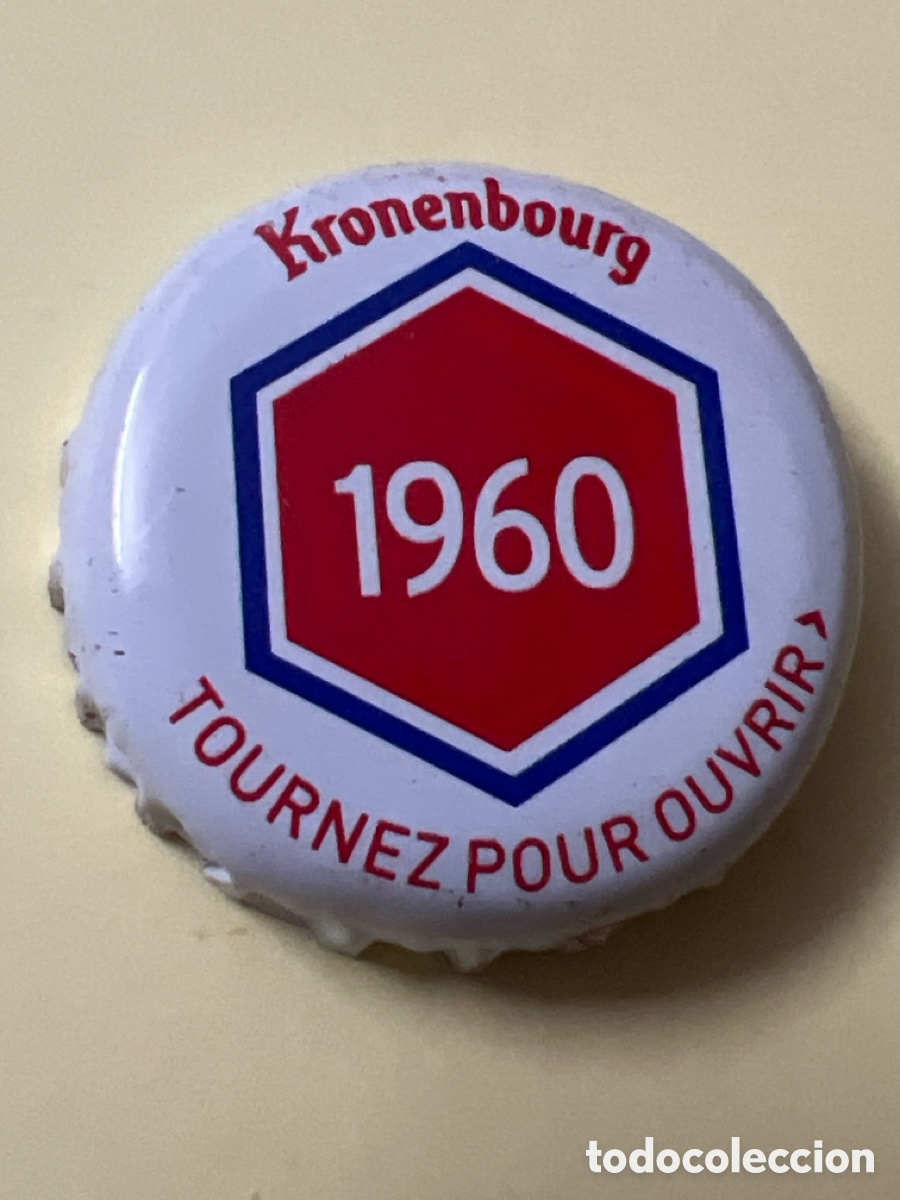 Kronenbourg
1960
TOURNEZ POUR OUVRIR >
todocoleccion